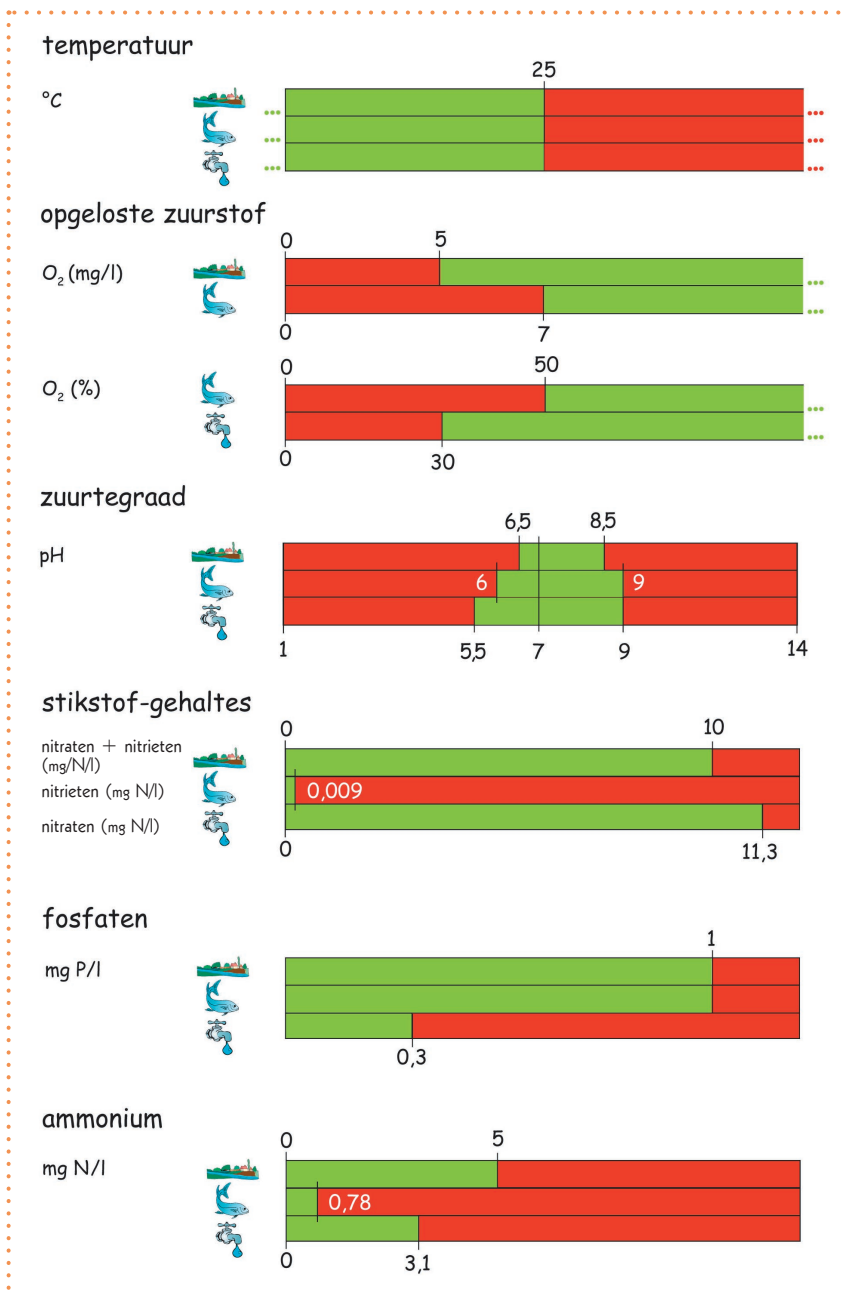 temperatuur
25
°C
opgeloste zuurstof
0 5
O₂ (mg/l)
0 7
0 50
O₂ (%)
0 30
zuurtegraad
6,5 8,5
pH
6 9
1 5,5 7 9 14
stikstof-gehaltes
0 10
nitraten + nitrieten
(mg/N/l)
nitrieten (mg N/l) 0,009
nitraten (mg N/l)
0 11,3
fosfaten
1
mg P/l
0,3
ammonium
0 5
mg N/l
0,78
0 3,1